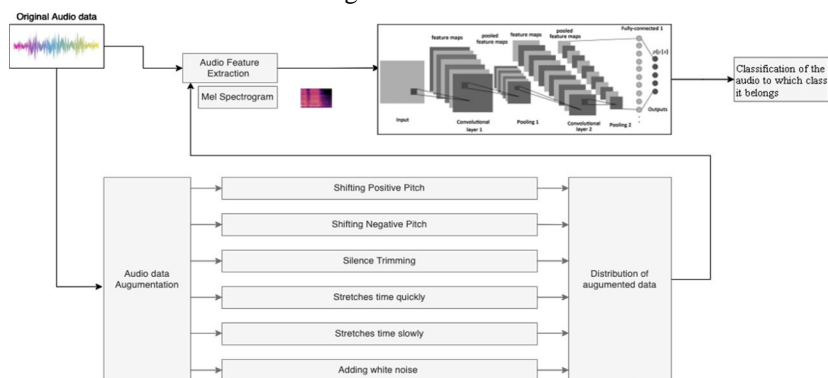 Original Audio data
Audio Feature
Extraction
Mel Spectrogram
feature maps
pooled
feature maps
feature maps
pooled
feature maps
Fully-connected 1
Input
Convolutional
layer 1
Pooling 1
Convolutional
layer 2
Pooling 2
Outputs
Classification of the
audio to which class
it belongs
Audio data
Augumentation
Shifting Positive Pitch
Shifting Negative Pitch
Silence Trimming
Stretches time quickly
Stretches time slowly
Adding white noise
Distribution of
augumented data